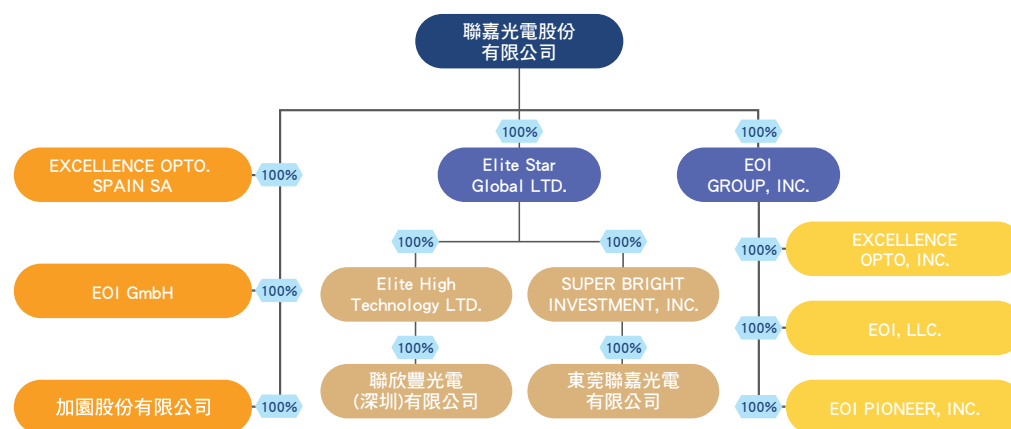 聯嘉光電股份
有限公司
100%
100%
EXCELLENCE OPTO.
SPAIN SA
100%
Elite Star
Global LTD.
EOI
GROUP, INC.
100%
100%
100%
EXCELLENCE
OPTO, INC.
EOI GmbH
100%
Elite High
Technology LTD.
SUPER BRIGHT
INVESTMENT, INC.
100%
EOI, LLC.
100%
100%
加園股份有限公司
100%
聯欣豐光電
(深圳)有限公司
東莞聯嘉光電
有限公司
100%
EOI PIONEER, INC.